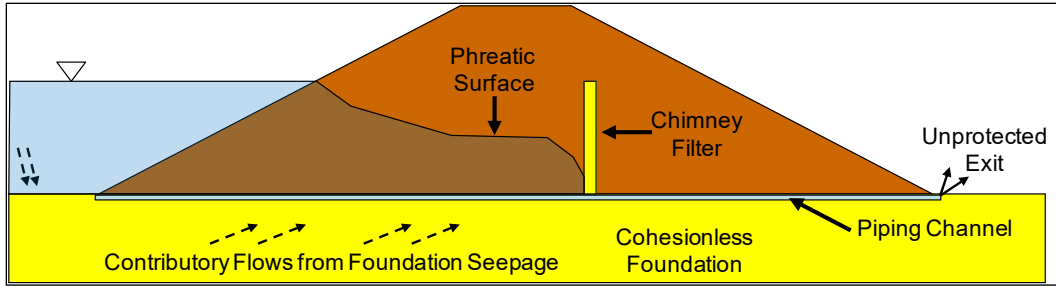 Phreatic
Surface
Chimney
Filter
Unprotected
Exit
Piping Channel
Cohesionless
Foundation
Contributory Flows from Foundation Seepage